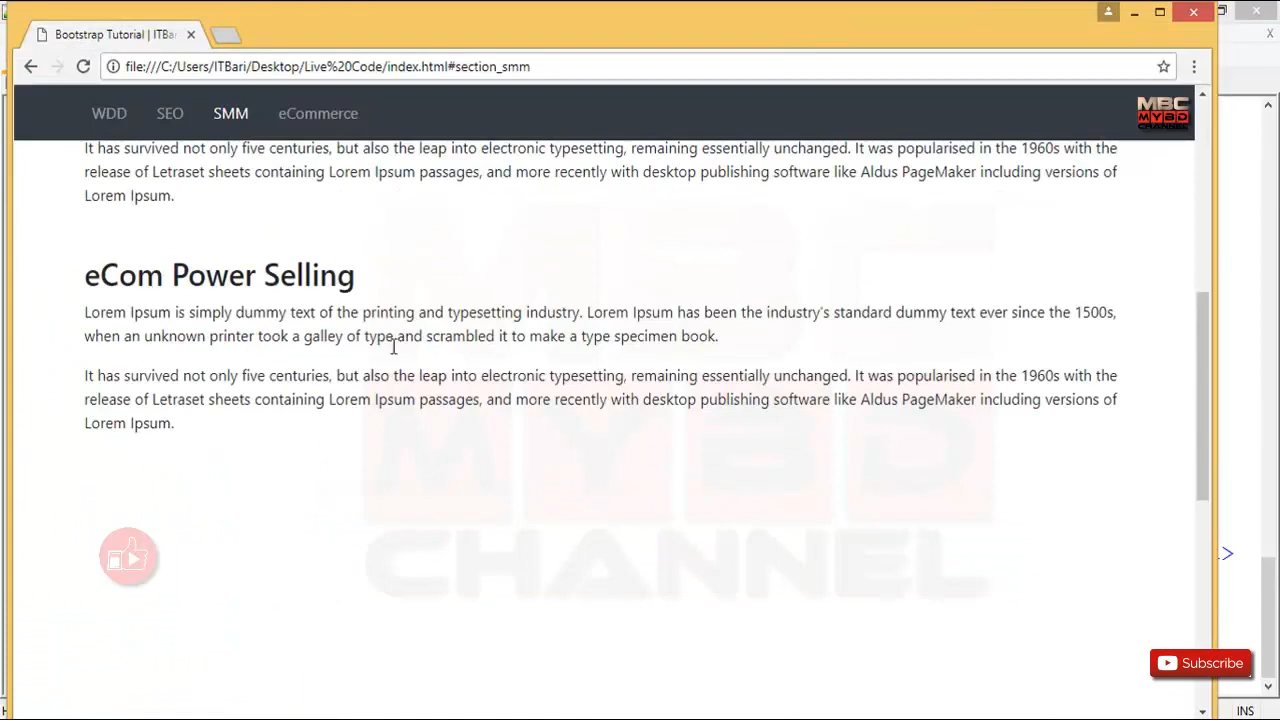 Bootstrap Tutorial | ITBar
file:///C:/Users/ITBari/Desktop/Live%20Code/index.html#section_smm
WDD SEO SMM eCommerce
MBC
MYBD
CHANNEL
It has survived not only five centuries, but also the leap into electronic typesetting, remaining essentially unchanged. It was popularised in the 1960s with the
release of Letraset sheets containing Lorem Ipsum passages, and more recently with desktop publishing software like Aldus PageMaker including versions of
Lorem Ipsum.
eCom Power Selling
Lorem Ipsum is simply dummy text of the printing and typesetting industry. Lorem Ipsum has been the industry's standard dummy text ever since the 1500s,
when an unknown printer took a galley of type and scrambled it to make a type specimen book.
It has survived not only five centuries, but also the leap into electronic typesetting, remaining essentially unchanged. It was popularised in the 1960s with the
release of Letraset sheets containing Lorem Ipsum passages, and more recently with desktop publishing software like Aldus PageMaker including versions of
Lorem Ipsum.
MBC
MYBD
CHANNEL
>
Subscribe
INS